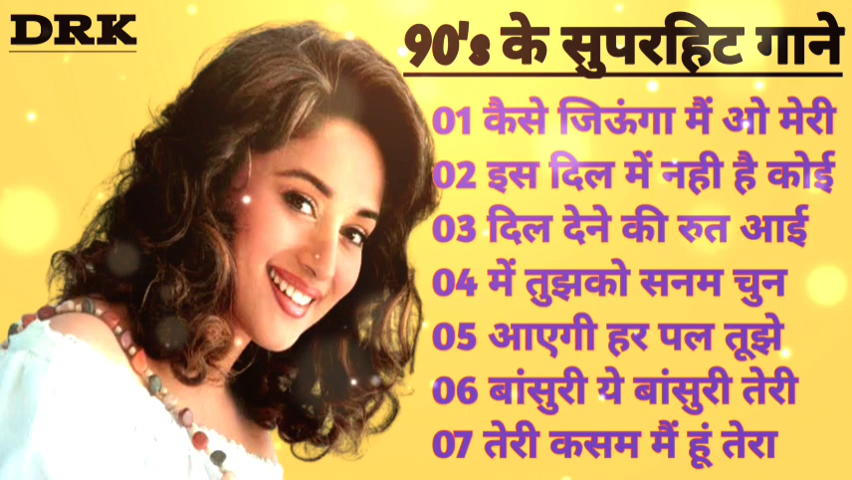 DRK
90's के सुपरहिट गाने
01 कैसे जिऊंगा मैं ओ मेरी
02 इस दिल में नही है कोई
03 दिल देने की रुत आई
04 में तुझको सनम चुन
05 आएगी हर पल तूझे
06 बांसुरी ये बांसुरी तेरी
07 तेरी कसम मैं हूं तेरा